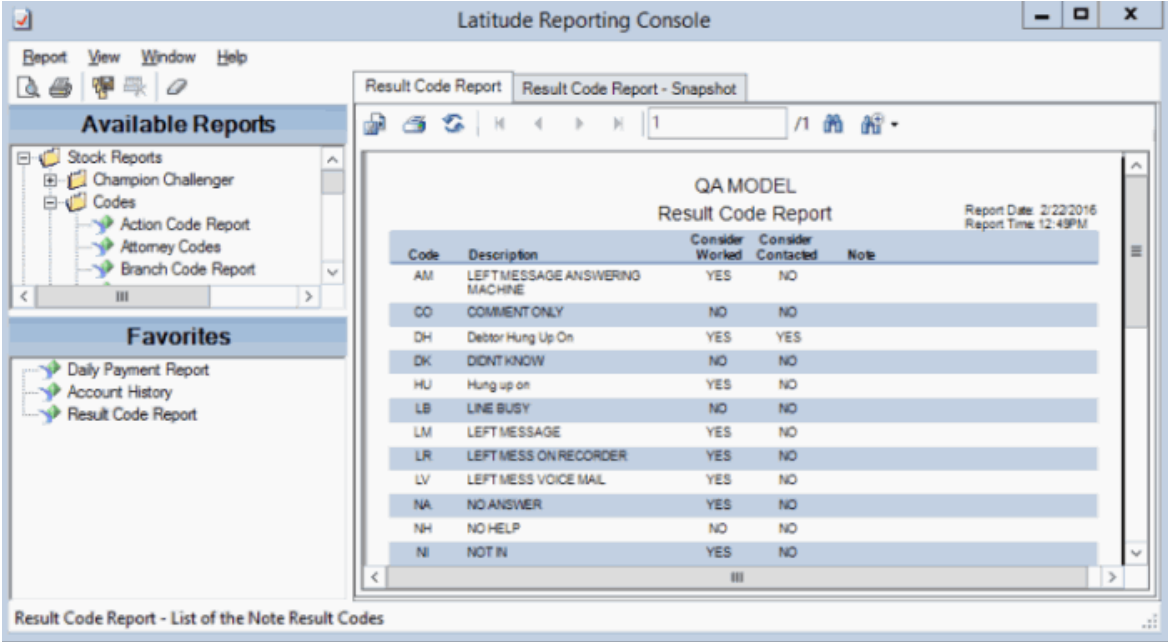 Latitude Reporting Console
Report View Window Help
Available Reports
Stock Reports
Champion Challenger
Codes
Action Code Report
Attorney Codes
Branch Code Report
Favorites
Daily Payment Report
Account History
Result Code Report
Result Code Report Result Code Report - Snapshot
1 /1
QA MODEL
Result Code Report
Report Date: 2/22/2016
Report Time: 12:49PM
Code Description Consider Worked Consider Contacted Note
AM LEFT MESSAGE ANSWERING MACHINE YES NO
CO COMMENT ONLY NO NO
DH Debtor Hung Up On YES YES
DK DIDNT KNOW NO NO
HU Hung up on YES NO
LB LINE BUSY NO NO
LM LEFT MESSAGE YES NO
LR LEFT MESS ON RECORDER YES NO
LV LEFT MESS VOICE MAIL YES NO
NA NO ANSWER YES NO
NH NO HELP NO NO
NI NOT IN YES NO
Result Code Report - List of the Note Result Codes